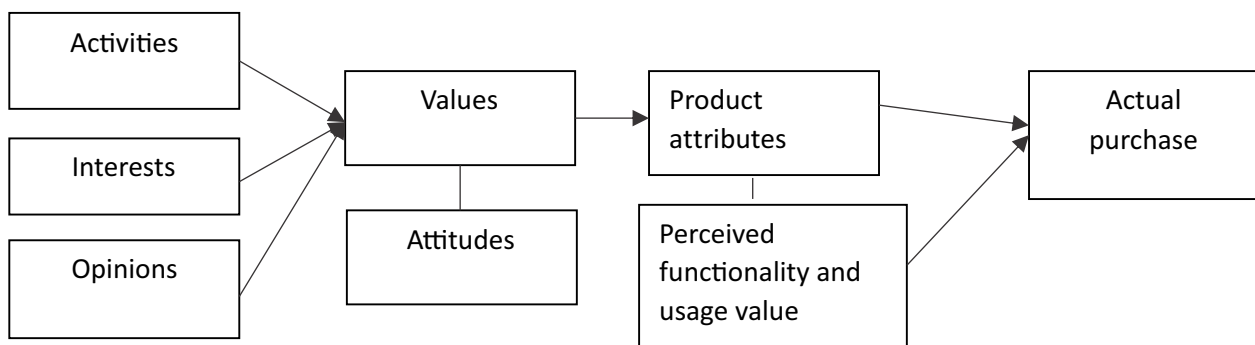 Activities
Interests
Opinions
Values
Attitudes
Product
attributes
Perceived
functionality and
usage value
Actual
purchase